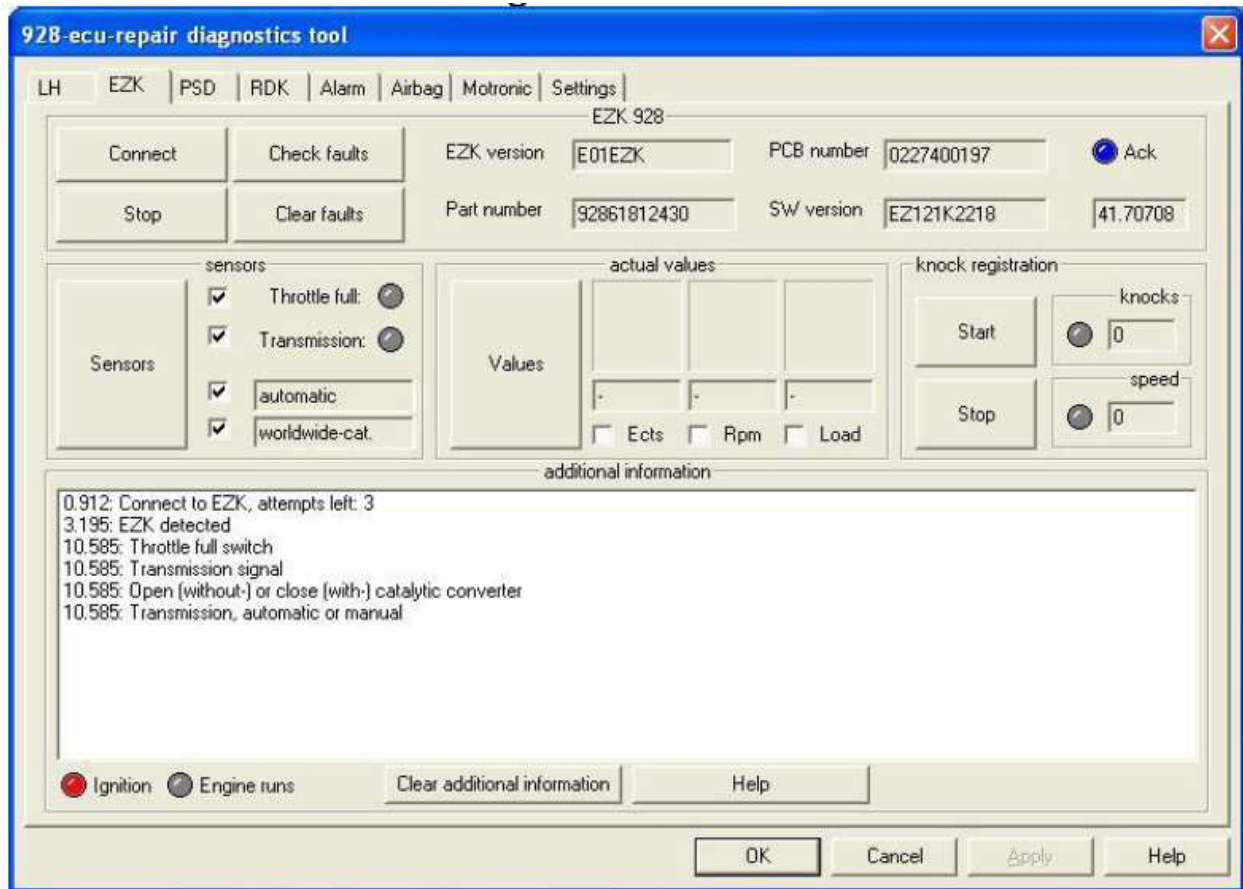 928-ecu-repair diagnostics tool
LH EZK PSD RDK Alarm Airbag Motronic Settings
EZK 928
Connect Check faults EZK version E01EZK PCB number 0227400197 Ack
Stop Clear faults Part number 92861812430 SW version EZ121K2218 41.70708
sensors
Sensors
Throttle full:
Transmission:
automatic
worldwide-cat.
actual values
Values
- - -
Ects Rpm Load
knock registration
Start
knocks
0
Stop
speed
0
additional information
0.912: Connect to EZK, attempts left: 3
3.195: EZK detected
10.585: Throttle full switch
10.585: Transmission signal
10.585: Open (without-) or close (with-) catalytic converter
10.585: Transmission, automatic or manual
Ignition Engine runs Clear additional information Help
OK Cancel Apply Help